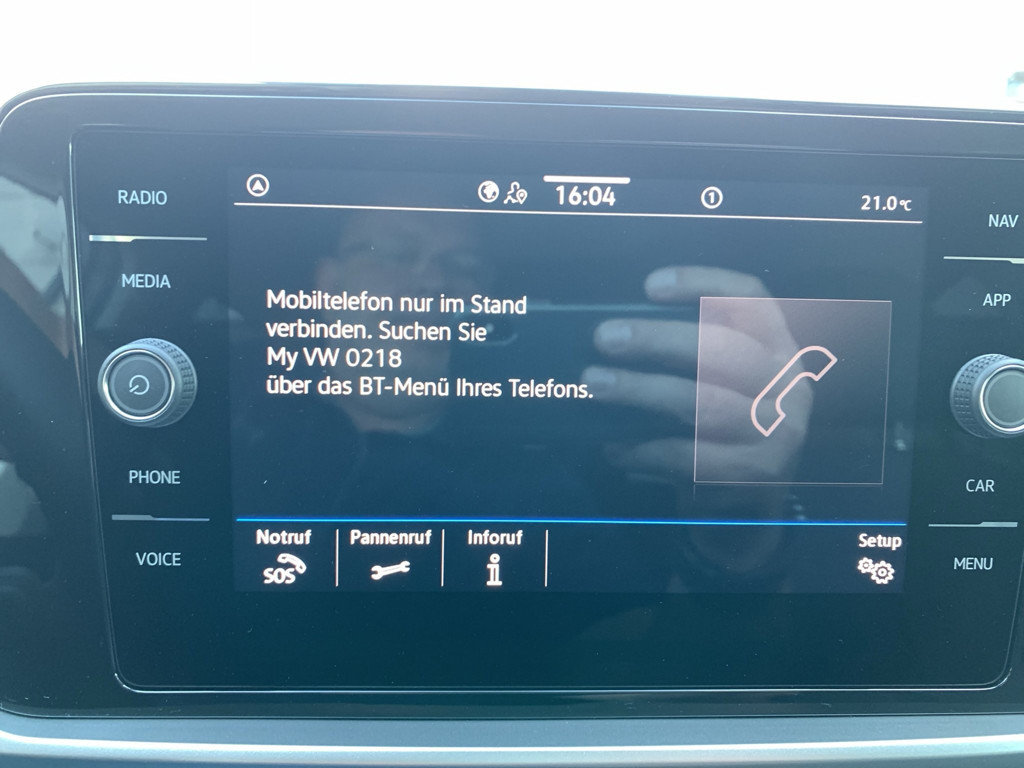 RADIO
MEDIA
PHONE
VOICE
16:04
1
21.0°C
Mobiltelefon nur im Stand
verbinden. Suchen Sie
My VW 0218
über das BT-Menü Ihres Telefons.
Notruf
SOS
Pannenruf
Inforuf
i
Setup
NAV
APP
CAR
MENU